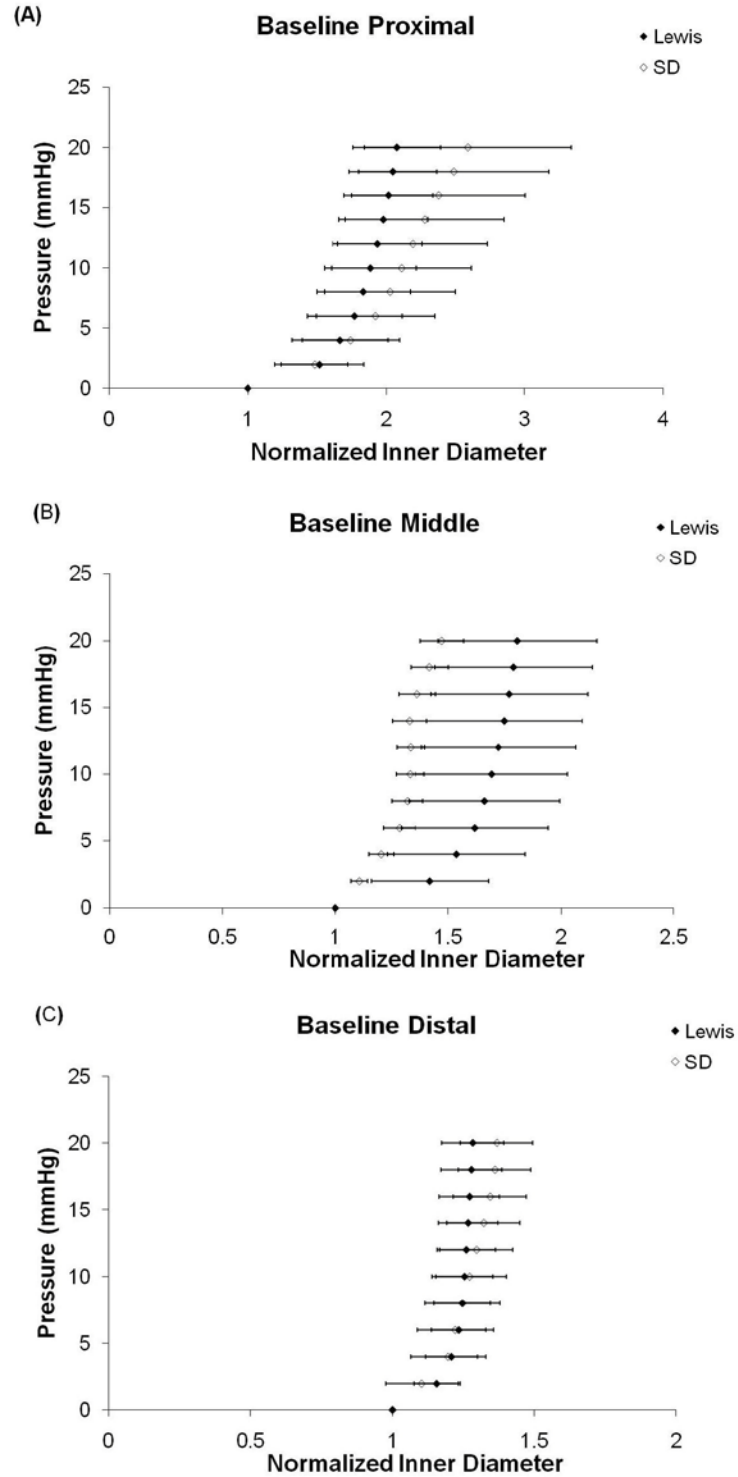 (A)
Baseline Proximal
Lewis
SD
25
20
15
10
5
0
Pressure (mmHg)
0 1 2 3 4
Normalized Inner Diameter
(B)
Baseline Middle
Lewis
SD
25
20
15
10
5
0
Pressure (mmHg)
0 0.5 1 1.5 2 2.5
Normalized Inner Diameter
(C)
Baseline Distal
Lewis
SD
25
20
15
10
5
0
Pressure (mmHg)
0 0.5 1 1.5 2
Normalized Inner Diameter